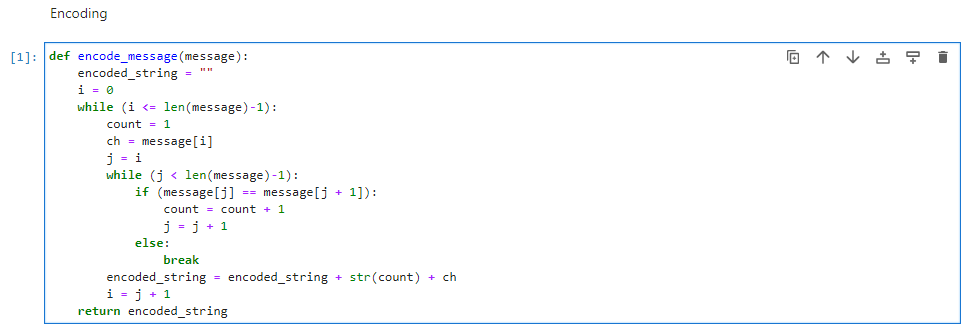 Encoding
[1]: def encode_message(message):
    encoded_string = ""
    i = 0
    while (i <= len(message)-1):
        count = 1
        ch = message[i]
        j = i
        while (j < len(message)-1):
            if (message[j] == message[j + 1]):
                count = count + 1
                j = j + 1
            else:
                break
        encoded_string = encoded_string + str(count) + ch
        i = j + 1
    return encoded_string